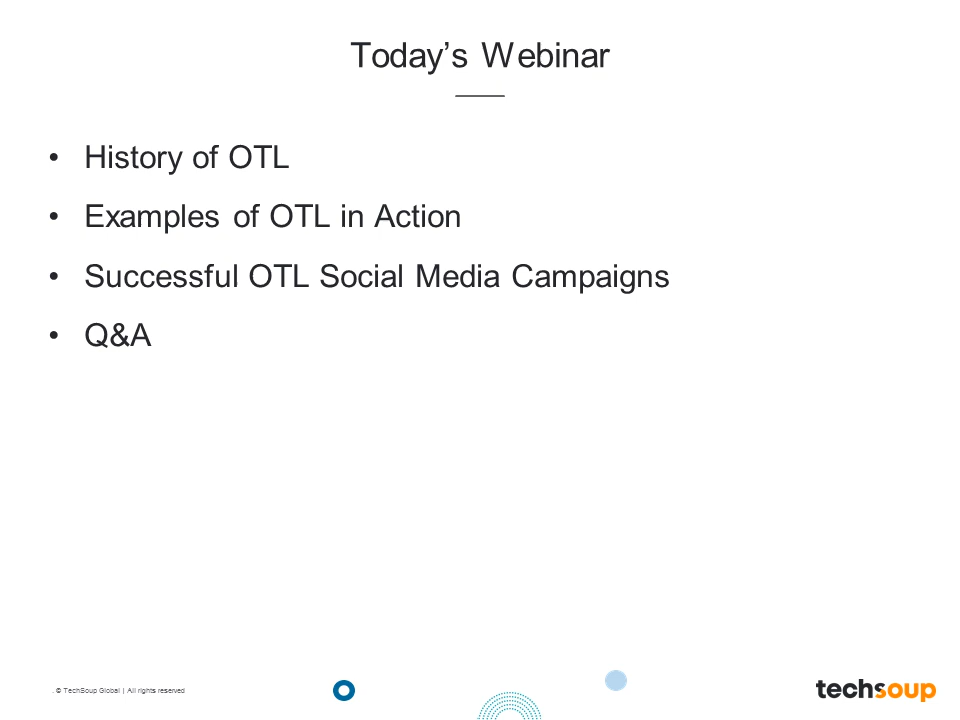 Today’s Webinar
• History of OTL
• Examples of OTL in Action
• Successful OTL Social Media Campaigns
• Q&A
. © TechSoup Global | All rights reserved
techsoup